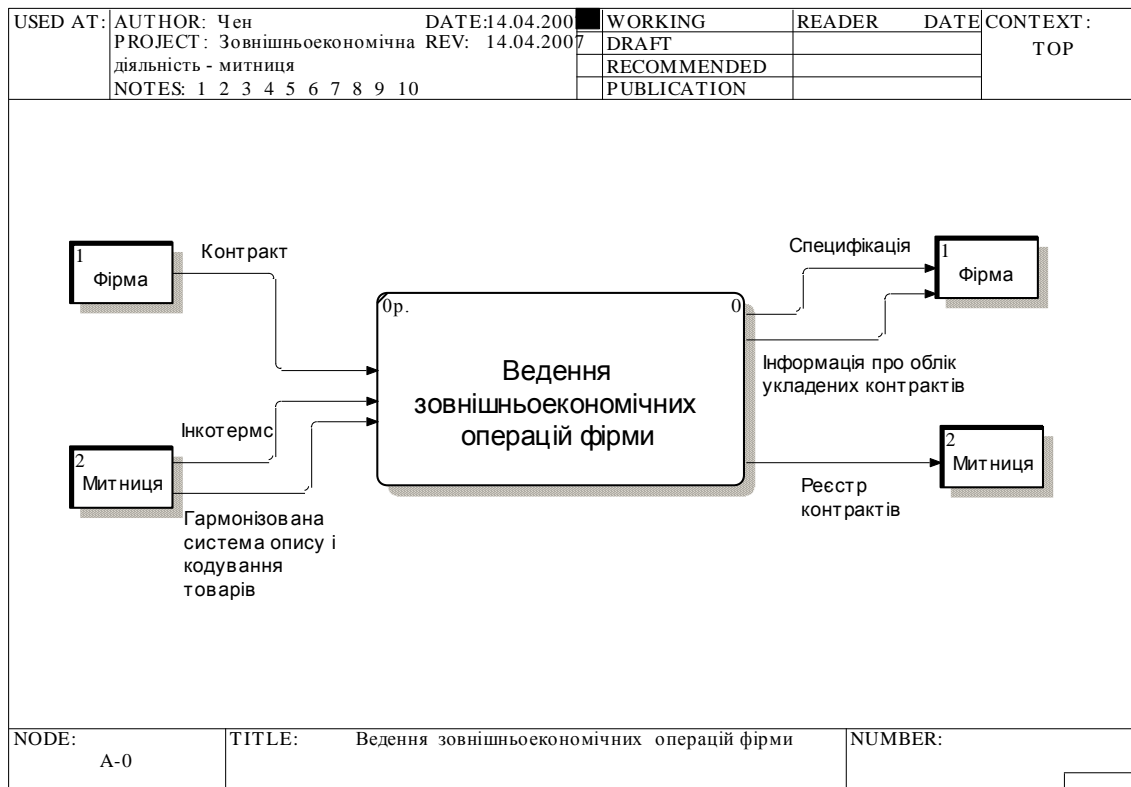 USED AT: AUTHOR: Чен DATE:14.04.2007 WORKING READER DATE CONTEXT:
PROJECT: Зовнішньоекономічна REV: 14.04.2007 DRAFT TOP
діяльність - митниця RECOMMENDED
NOTES: 1 2 3 4 5 6 7 8 9 10 PUBLICATION
1
Фірма
Контракт
Специфікація
1
Фірма
0р. 0
Ведення
зовнішньоекономічних
операцій фірми
Інформація про облік
укладених контрактів
Інкотермс
2
Митниця
2
Митниця
Реєстр
контрактів
Гармонізована
система опису і
кодування
товарів
NODE: TITLE: Ведення зовнішньоекономічних операцій фірми NUMBER:
A-0